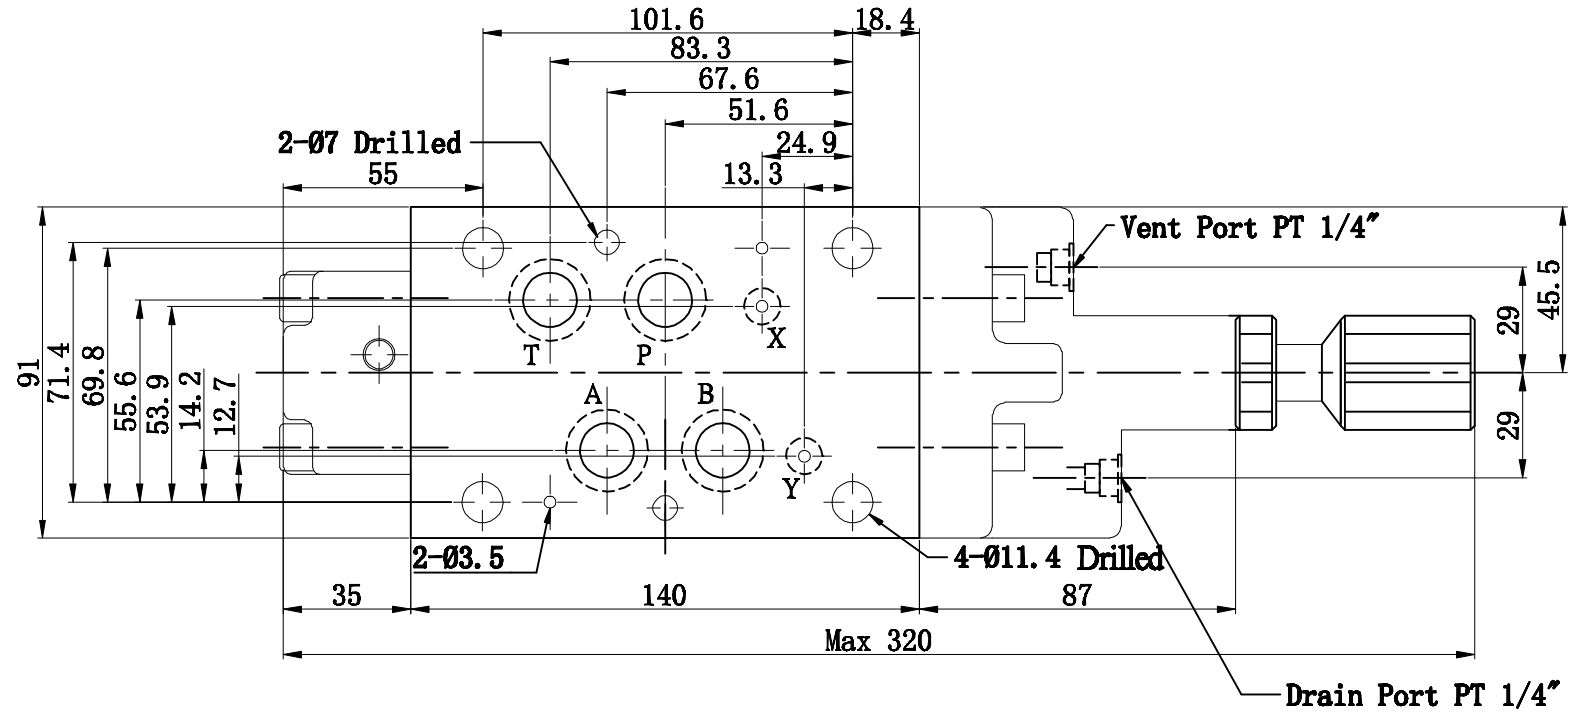 101.6
18.4
83.3
67.6
51.6
2-Ø7 Drilled
24.9
55
13.3
Vent Port PT 1/4″
91
71.4
69.8
55.6
53.9
14.2
12.7
T
P
X
A
B
Y
29
45.5
29
2-Ø3.5
4-Ø11.4 Drilled
35
140
87
Max 320
Drain Port PT 1/4″